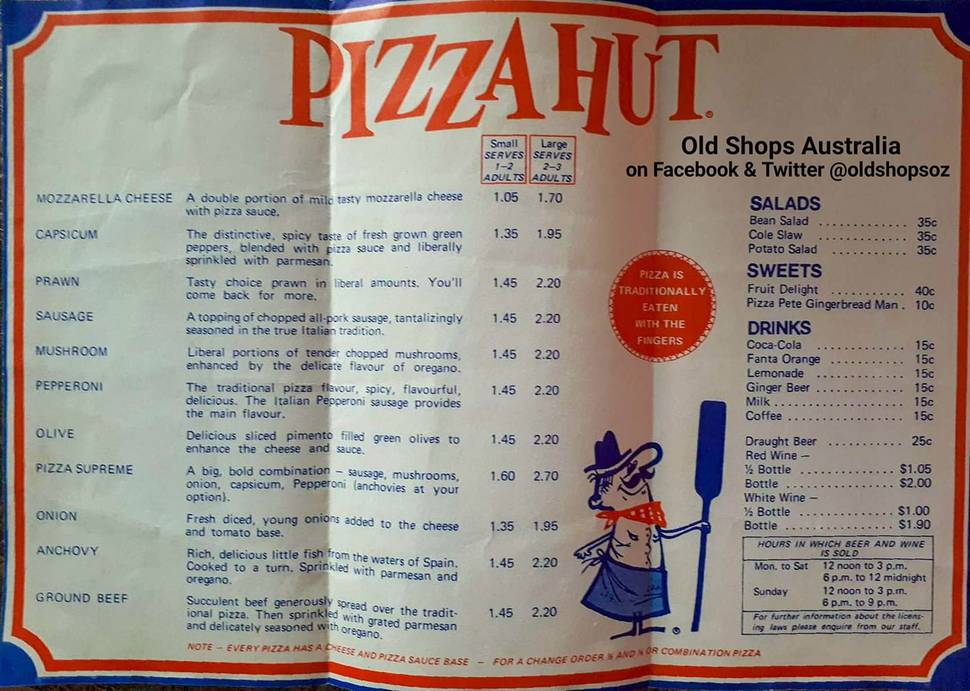 PIZZA HUT®
Old Shops Australia
on Facebook & Twitter @oldshopsoz
Small SERVES 1–2 ADULTS
Large SERVES 2–3 ADULTS
MOZZARELLA CHEESE A double portion of mild tasty mozzarella cheese 1.05 1.70
with pizza sauce.
CAPSICUM The distinctive, spicy taste of fresh grown green 1.35 1.95
peppers, blended with pizza sauce and liberally
sprinkled with parmesan.
PRAWN Tasty choice prawn in liberal amounts. You'll 1.45 2.20
come back for more.
SAUSAGE A topping of chopped all-pork sausage, tantalizingly 1.45 2.20
seasoned in the true Italian tradition.
MUSHROOM Liberal portions of tender chopped mushrooms, 1.45 2.20
enhanced by the delicate flavour of oregano.
PEPPERONI The traditional pizza flavour, spicy, flavourful, 1.45 2.20
delicious. The Italian Pepperoni sausage provides
the main flavour.
OLIVE Delicious sliced pimento filled green olives to 1.45 2.20
enhance the cheese and sauce.
PIZZA SUPREME A big, bold combination – sausage, mushrooms, 1.60 2.70
onion, capsicum, Pepperoni (anchovies at your
option).
ONION Fresh diced, young onions added to the cheese 1.35 1.95
and tomato base.
ANCHOVY Rich, delicious little fish from the waters of Spain. 1.45 2.20
Cooked to a turn. Sprinkled with parmesan and
oregano.
GROUND BEEF Succulent beef generously spread over the tradit- 1.45 2.20
ional pizza. Then sprinkled with grated parmesan
and delicately seasoned with oregano.
NOTE – EVERY PIZZA HAS A CHEESE AND PIZZA SAUCE BASE – FOR A CHANGE ORDER ½ AND ½ OR COMBINATION PIZZA
PIZZA IS
TRADITIONALLY
EATEN
WITH THE
FINGERS
®
SALADS
Bean Salad .......... 35c
Cole Slaw .......... 35c
Potato Salad .......... 35c
SWEETS
Fruit Delight .......... 40c
Pizza Pete Gingerbread Man . 10c
DRINKS
Coca-Cola .......... 15c
Fanta Orange .......... 15c
Lemonade .......... 15c
Ginger Beer .......... 15c
Milk .......... 15c
Coffee .......... 15c
Draught Beer .......... 25c
Red Wine –
½ Bottle .......... $1.05
Bottle .......... $2.00
White Wine –
½ Bottle .......... $1.00
Bottle .......... $1.90
HOURS IN WHICH BEER AND WINE
IS SOLD
Mon. to Sat 12 noon to 3 p.m.
6 p.m. to 12 midnight
Sunday 12 noon to 3 p.m.
6 p.m. to 9 p.m.
For further information about the licens-
ing laws please enquire from our staff.